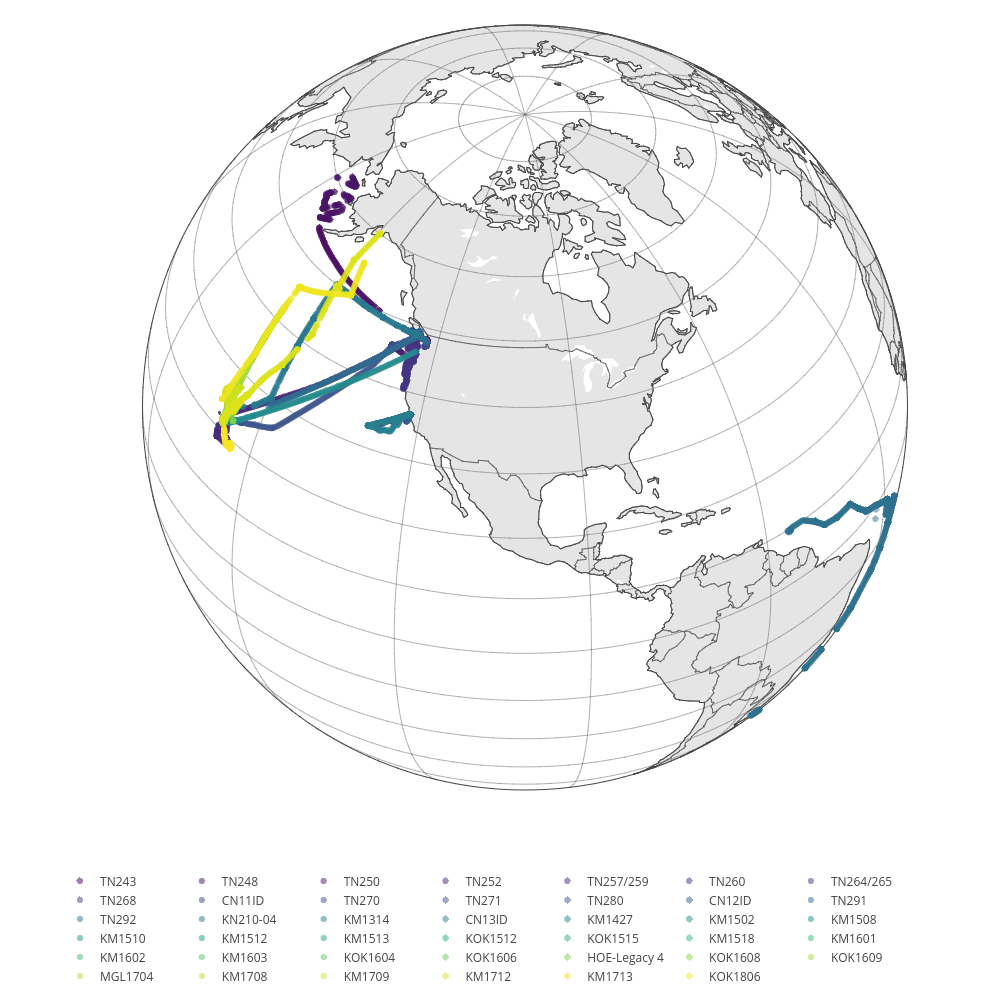 TN243 TN248 TN250 TN252 TN257/259 TN260 TN264/265
TN268 CN11ID TN270 TN271 TN280 CN12ID TN291
TN292 KN210-04 KM1314 CN13ID KM1427 KM1502 KM1508
KM1510 KM1512 KM1513 KOK1512 KOK1515 KM1518 KM1601
KM1602 KM1603 KOK1604 KOK1606 HOE-Legacy 4 KOK1608 KOK1609
MGL1704 KM1708 KM1709 KM1712 KM1713 KOK1806